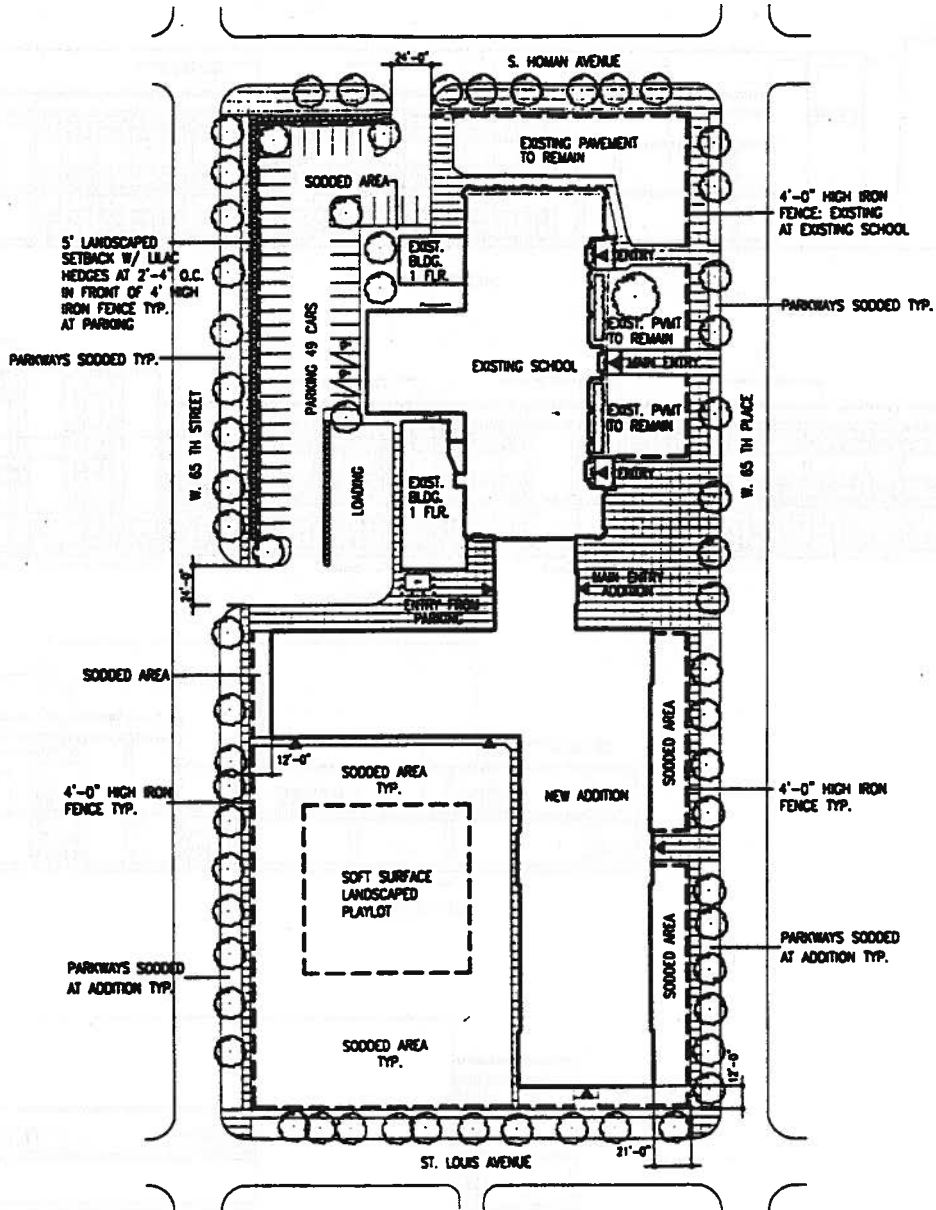 S. HOMAN AVENUE
24'-0"
EXISTING PAVEMENT
TO REMAIN
SODDED AREA
4'-0" HIGH IRON
FENCE: EXISTING
AT EXISTING SCHOOL
5' LANDSCAPED
SETBACK W/ LILAC
HEDGES AT 2'-4" O.C.
IN FRONT OF 4' HIGH
IRON FENCE TYP.
AT PARKING
EXIST.
BLDG.
1 FLR.
ENTRY
PARKWAYS SODDED TYP.
EXIST. PVMT
TO REMAIN
PARKWAYS SODDED TYP.
PARKING 49 CARS
EXISTING SCHOOL
MAIN ENTRY
W. 65 TH STREET
EXIST. PVMT
TO REMAIN
W. 65 TH PLACE
LOADING
EXIST.
BLDG.
1 FLR.
ENTRY
24'-0"
ENTRY FROM
PARKING
MAIN ENTRY
ADDITION
SODDED AREA
SODDED AREA
12'-0"
SODDED AREA
TYP.
4'-0" HIGH IRON
FENCE TYP.
NEW ADDITION
4'-0" HIGH IRON
FENCE TYP.
SOFT SURFACE
LANDSCAPED
PLAYLOT
SODDED AREA
PARKWAYS SODDED
AT ADDITION TYP.
PARKWAYS SODDED
AT ADDITION TYP.
SODDED AREA
TYP.
12'-0"
21'-0"
ST. LOUIS AVENUE